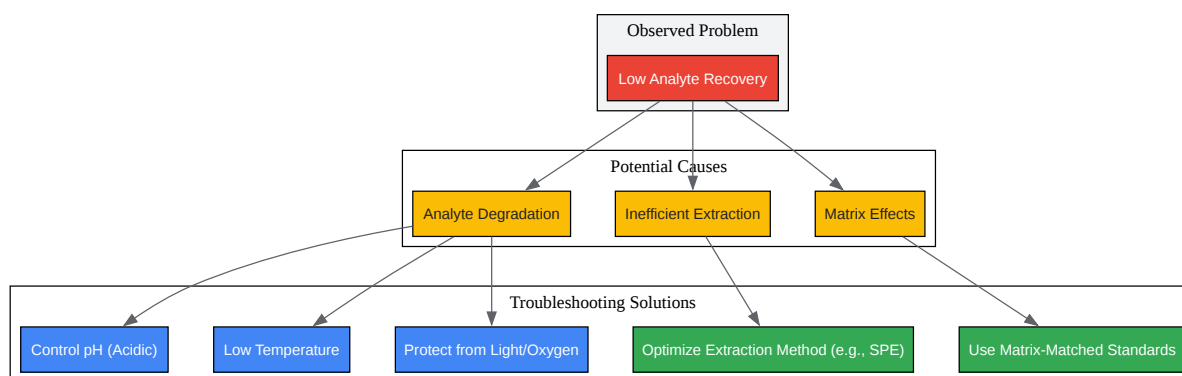 Observed Problem
Low Analyte Recovery
Potential Causes
Analyte Degradation
Inefficient Extraction
Matrix Effects
Troubleshooting Solutions
Control pH (Acidic)
Low Temperature
Protect from Light/Oxygen
Optimize Extraction Method (e.g., SPE)
Use Matrix-Matched Standards